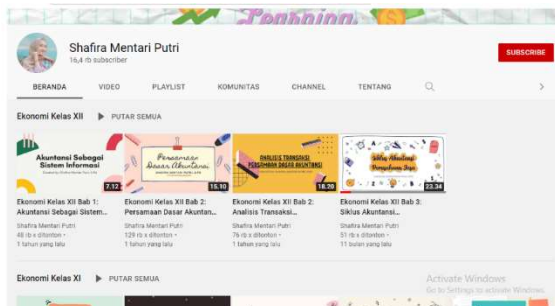 Learning
Shafira Mentari Putri
16,4 rb subscriber
SUBSCRIBE
BERANDA VIDEO PLAYLIST KOMUNITAS CHANNEL TENTANG
Ekonomi Kelas XII PUTAR SEMUA
Akuntansi Sebagai
Sistem Informasi
7.12
Persamaan
Dasar Akuntansi
15.10
ANALISIS TRANSAKSI
PERSAMAAN DASAR AKUNTANSI
18.20
Siklus Akuntansi
Perusahaan Jasa
23.34
Ekonomi Kelas XII Bab 1:
Akuntansi Sebagai Sistem...
Shafira Mentari Putri
48 rb x ditonton •
1 tahun yang lalu
Ekonomi Kelas XII Bab 2:
Persamaan Dasar Akuntan...
Shafira Mentari Putri
129 rb x ditonton •
1 tahun yang lalu
Ekonomi Kelas XII Bab 2:
Analisis Transaksi...
Shafira Mentari Putri
76 rb x ditonton •
1 tahun yang lalu
Ekonomi Kelas XII Bab 3:
Siklus Akuntansi...
Shafira Mentari Putri
51 rb x ditonton •
11 bulan yang lalu
Ekonomi Kelas XI PUTAR SEMUA
Activate Windows
Go to Settings to activate Windows.